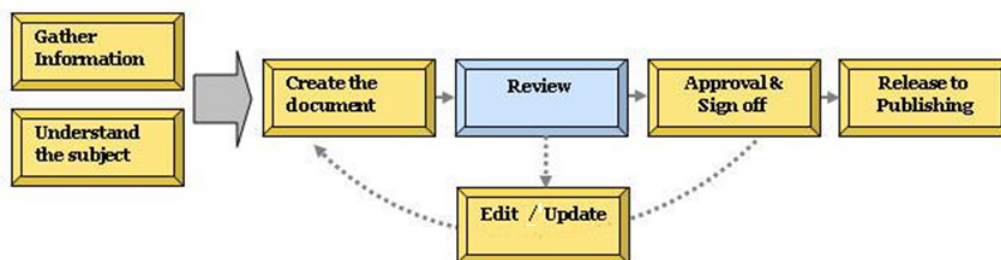 Gather
Information
Understand
the subject
Create the
document
Review
Approval &
Sign off
Release to
Publishing
Edit / Update